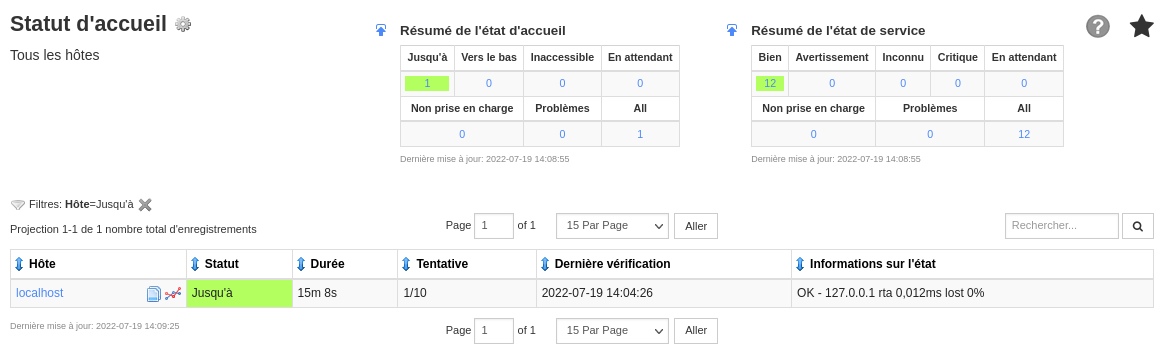 Statut d'accueil
Tous les hôtes
Résumé de l'état d'accueil
Jusqu'à Vers le bas Inaccessible En attendant
1 0 0 0
Non prise en charge Problèmes All
0 0 1
Dernière mise à jour: 2022-07-19 14:08:55
Résumé de l'état de service
Bien Avertissement Inconnu Critique En attendant
12 0 0 0 0
Non prise en charge Problèmes All
0 0 12
Dernière mise à jour: 2022-07-19 14:08:55
Filtres: Hôte=Jusqu'à
Projection 1-1 de 1 nombre total d'enregistrements
Page 1 of 1 15 Par Page Aller
Rechercher...
Hôte Statut Durée Tentative Dernière vérification Informations sur l'état
localhost Jusqu'à 15m 8s 1/10 2022-07-19 14:04:26 OK - 127.0.0.1 rta 0,012ms lost 0%
Dernière mise à jour: 2022-07-19 14:09:25
Page 1 of 1 15 Par Page Aller